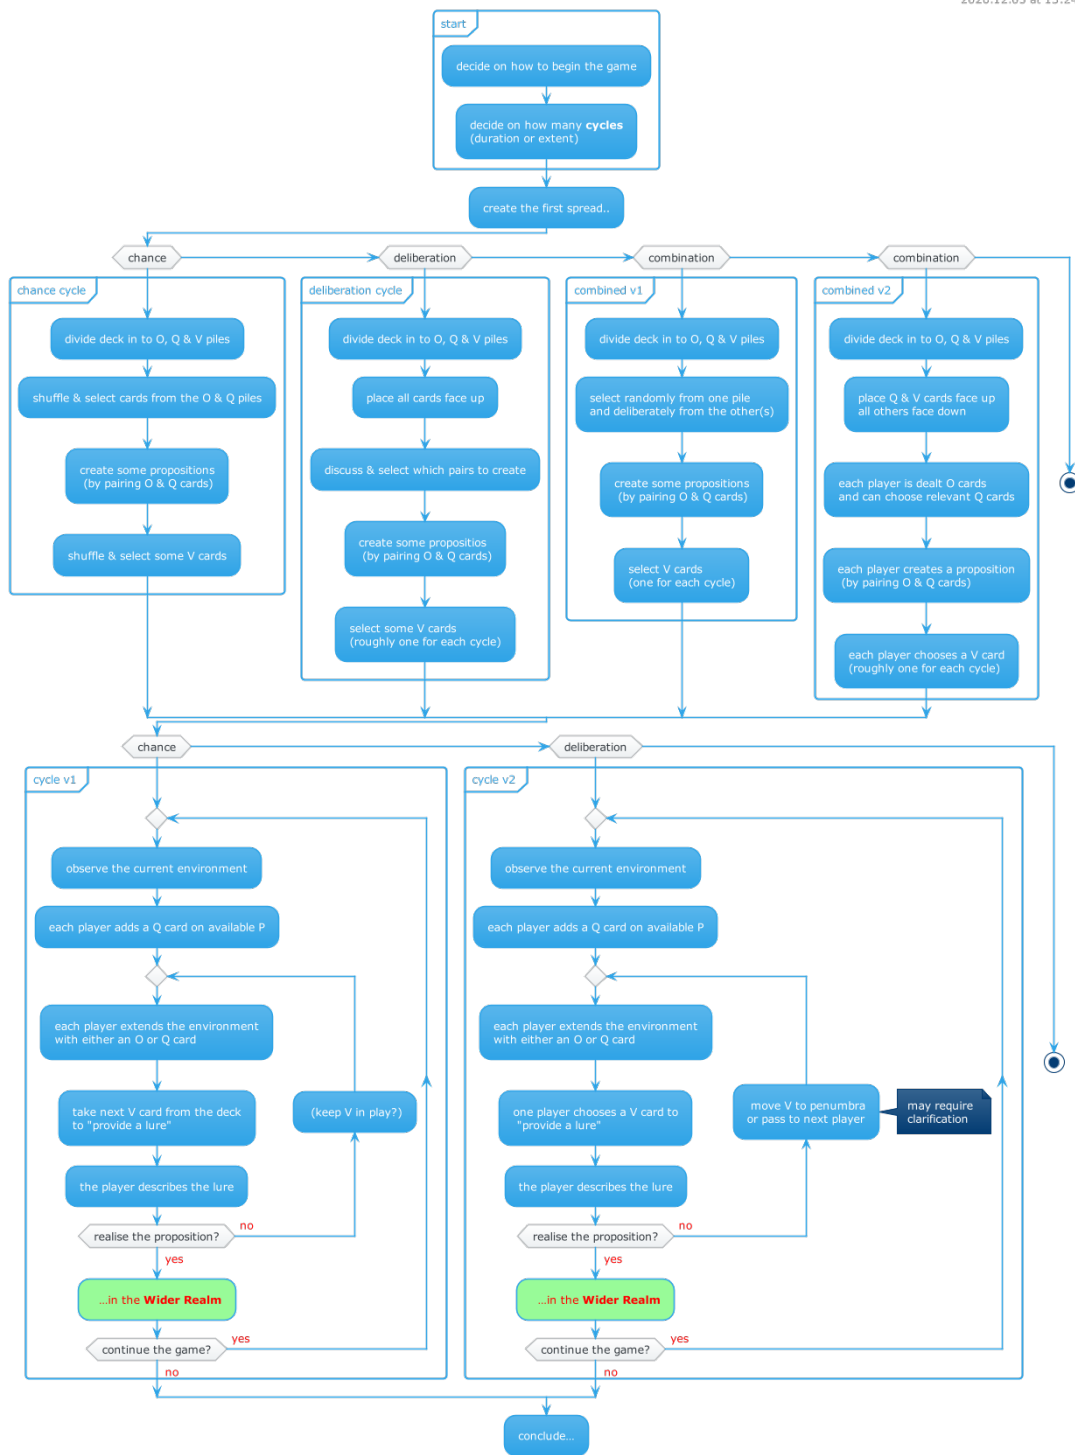 2020.12.05 at 15:24
start
decide on how to begin the game
decide on how many cycles
(duration or extent)
create the first spread..
chance
deliberation
combination
combination
chance cycle
divide deck in to O, Q & V piles
shuffle & select cards from the O & Q piles
create some propositions
(by pairing O & Q cards)
shuffle & select some V cards
deliberation cycle
divide deck in to O, Q & V piles
place all cards face up
discuss & select which pairs to create
create some propositios
(by pairing O & Q cards)
select some V cards
(roughly one for each cycle)
combined v1
divide deck in to O, Q & V piles
select randomly from one pile
and deliberately from the other(s)
create some propositions
(by pairing O & Q cards)
select V cards
(one for each cycle)
combined v2
divide deck in to O, Q & V piles
place Q & V cards face up
all others face down
each player is dealt O cards
and can choose relevant Q cards
each player creates a proposition
(by pairing O & Q cards)
each player chooses a V card
(roughly one for each cycle)
chance
deliberation
cycle v1
observe the current environment
each player adds a Q card on available P
each player extends the environment
with either an O or Q card
take next V card from the deck
to "provide a lure"
(keep V in play?)
the player describes the lure
realise the proposition?
no
yes
...in the Wider Realm
continue the game?
yes
no
cycle v2
observe the current environment
each player adds a Q card on available P
each player extends the environment
with either an O or Q card
one player chooses a V card to
"provide a lure"
move V to penumbra
or pass to next player
may require
clarification
the player describes the lure
realise the proposition?
no
yes
...in the Wider Realm
continue the game?
yes
no
conclude...